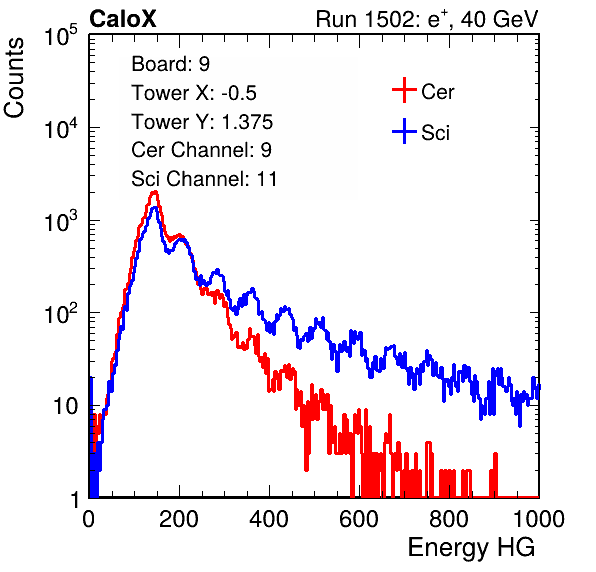 CaloX Run 1502: e⁺, 40 GeV
Counts
Board: 9
Tower X: -0.5
Tower Y: 1.375
Cer Channel: 9
Sci Channel: 11
Cer
Sci
10⁵
10⁴
10³
10²
10
1
0 200 400 600 800 1000
Energy HG